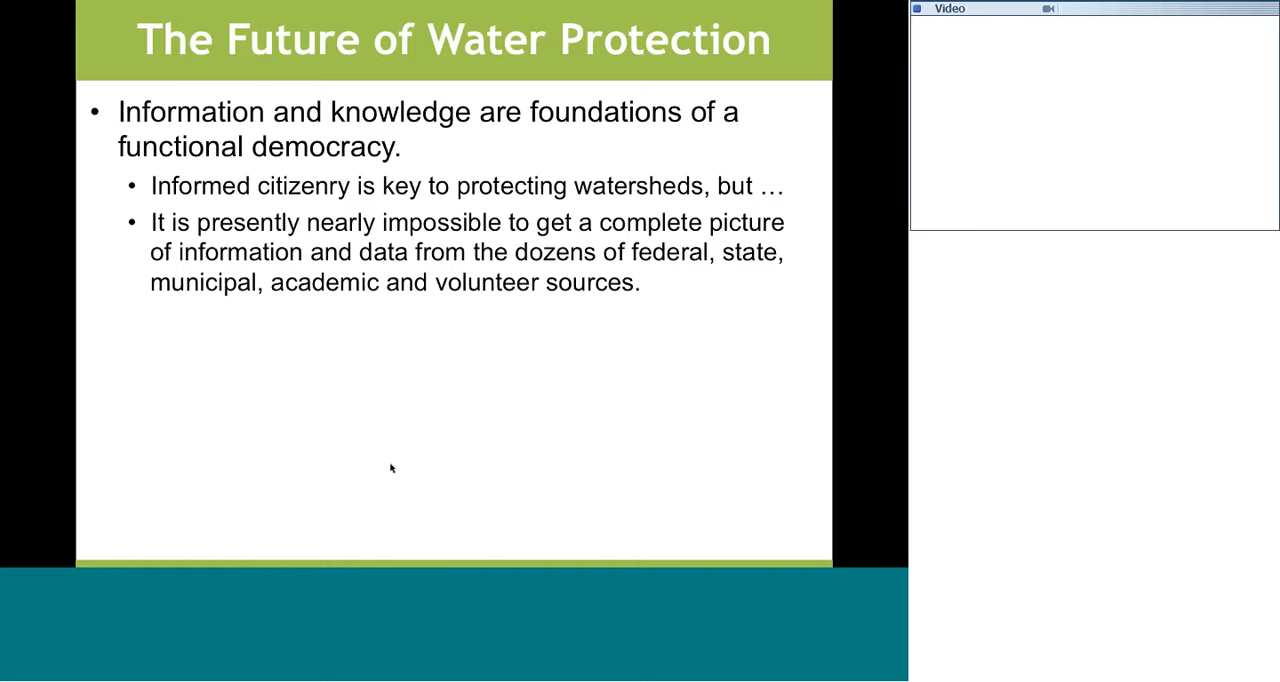 The Future of Water Protection
Video
• Information and knowledge are foundations of a
functional democracy.
• Informed citizenry is key to protecting watersheds, but …
• It is presently nearly impossible to get a complete picture
of information and data from the dozens of federal, state,
municipal, academic and volunteer sources.